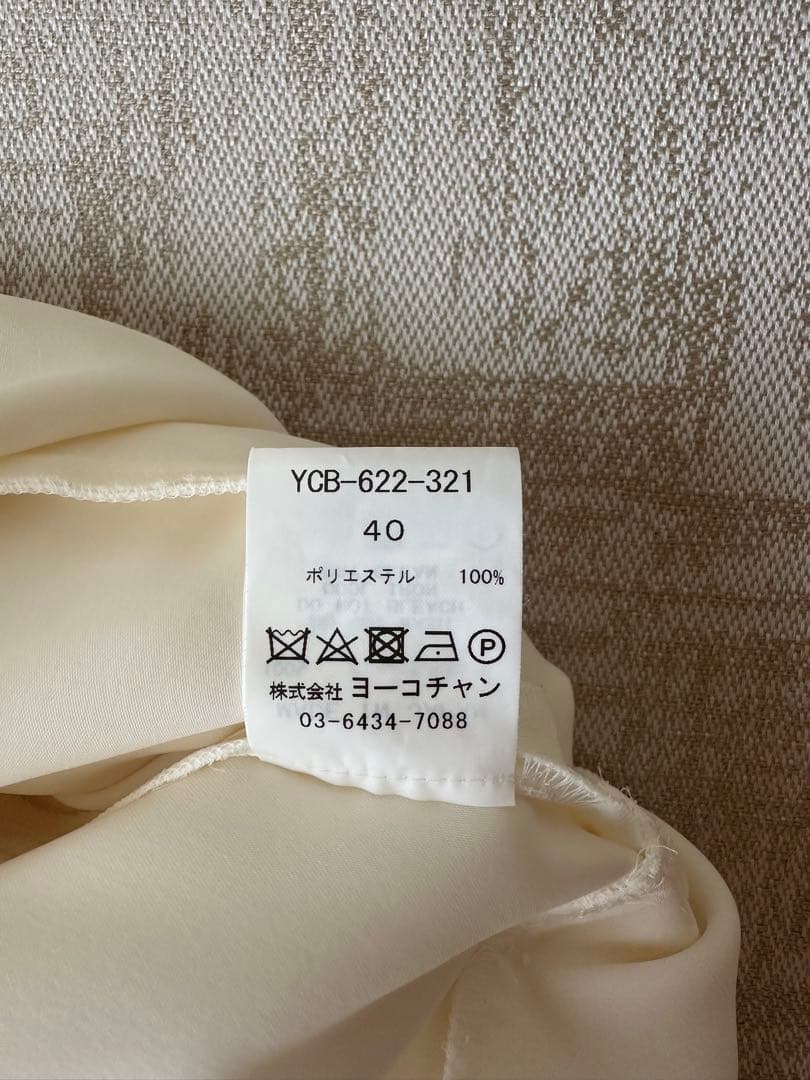 YCB-622-321
40
ポリエステル 100%
P
株式会社 ヨーコチャン
03-6434-7088